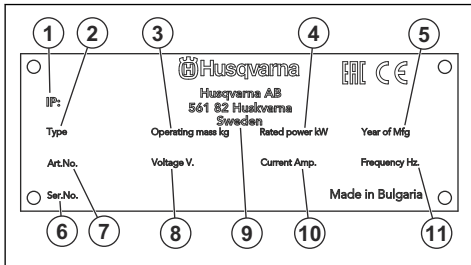 1 2 3 4 5
Husqvarna EAC CE
IP: Husqvarna AB
561 82 Huskvarna
Sweden
Type Operating mass kg Rated power kW Year of Mfg
Art.No. Voltage V. Current Amp. Frequency Hz.
Ser.No. Made in Bulgaria
6 7 8 9 10 11